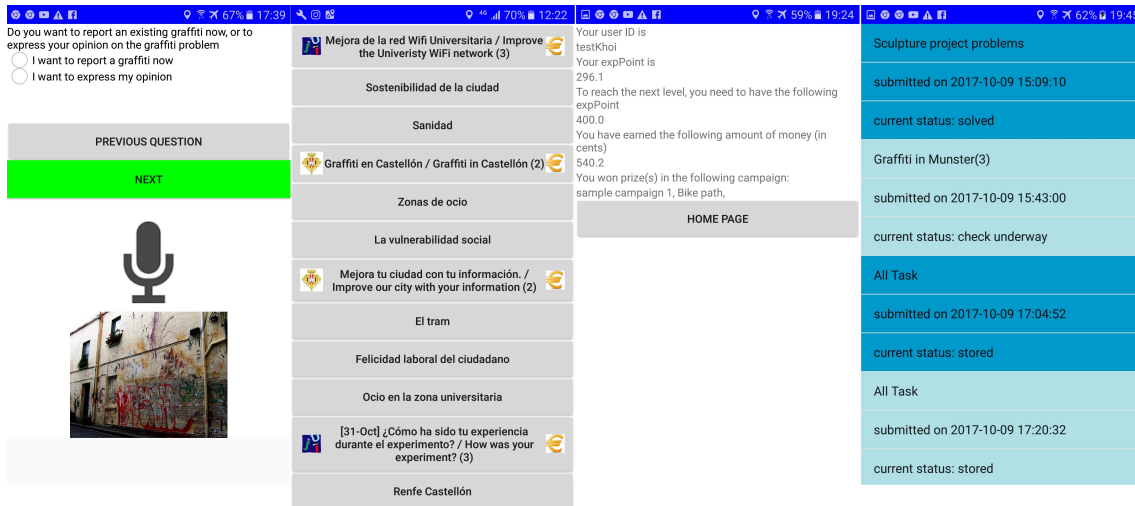 67% 17:39
Do you want to report an existing graffiti now, or to
express your opinion on the graffiti problem
I want to report a graffiti now
I want to express my opinion
PREVIOUS QUESTION
NEXT
4G 70% 12:22
Mejora de la red Wifi Universitaria / Improve
the Univeristy WiFi network (3)
Sostenibilidad de la ciudad
Sanidad
Graffiti en Castellón / Graffiti in Castellón (2)
Zonas de ocio
La vulnerabilidad social
Mejora tu ciudad con tu información. /
Improve our city with your information (2)
El tram
Felicidad laboral del ciudadano
Ocio en la zona universitaria
[31-Oct] ¿Cómo ha sido tu experiencia
durante el experimento? / How was your
experiment? (3)
Renfe Castellón
59% 19:24
Your user ID is
testKhoi
Your expPoint is
296.1
To reach the next level, you need to have the following
expPoint
400.0
You have earned the following amount of money (in
cents)
540.2
You won prize(s) in the following campaign:
sample campaign 1, Bike path,
HOME PAGE
62% 19:45
Sculpture project problems
submitted on 2017-10-09 15:09:10
current status: solved
Graffiti in Munster(3)
submitted on 2017-10-09 15:43:00
current status: check underway
All Task
submitted on 2017-10-09 17:04:52
current status: stored
All Task
submitted on 2017-10-09 17:20:32
current status: stored